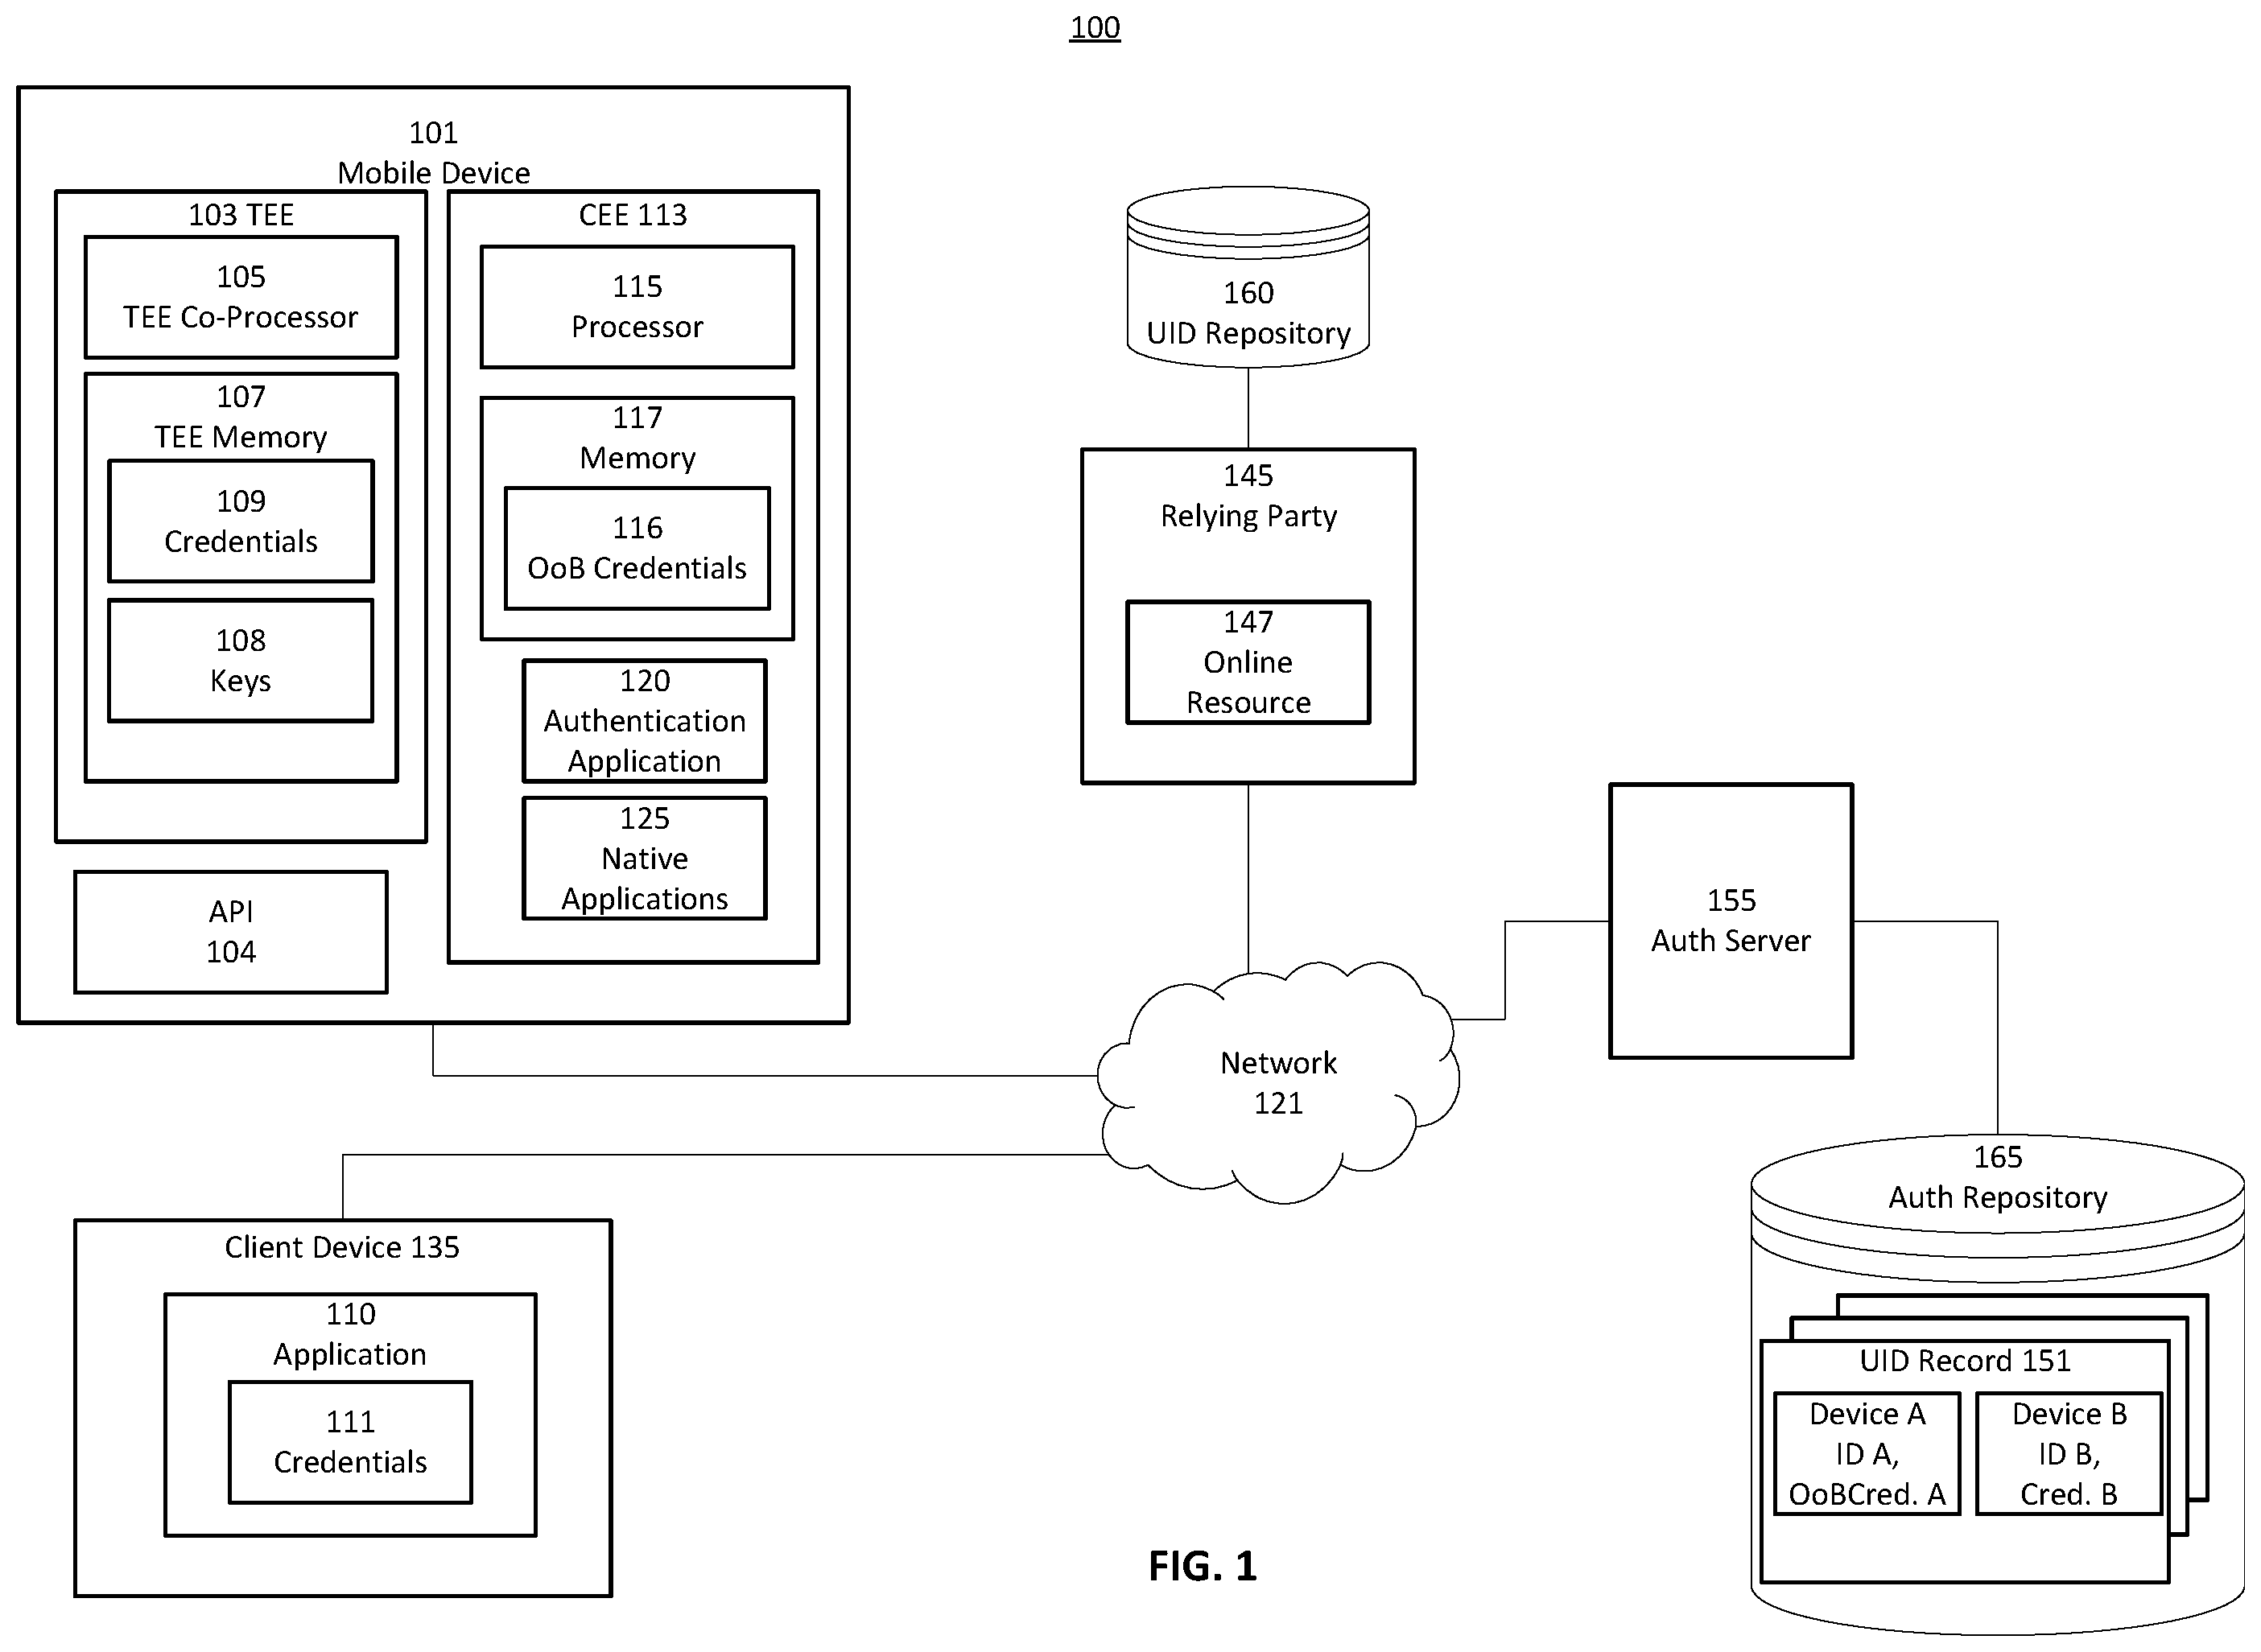 100
101
Mobile Device
103 TEE
105
TEE Co-Processor
107
TEE Memory
109
Credentials
108
Keys
API
104
CEE 113
115
Processor
117
Memory
116
OoB Credentials
120
Authentication
Application
125
Native
Applications
160
UID Repository
145
Relying Party
147
Online
Resource
Network
121
155
Auth Server
165
Auth Repository
UID Record 151
Device A
ID A,
OoBCred. A
Device B
ID B,
Cred. B
Client Device 135
110
Application
111
Credentials
FIG. 1